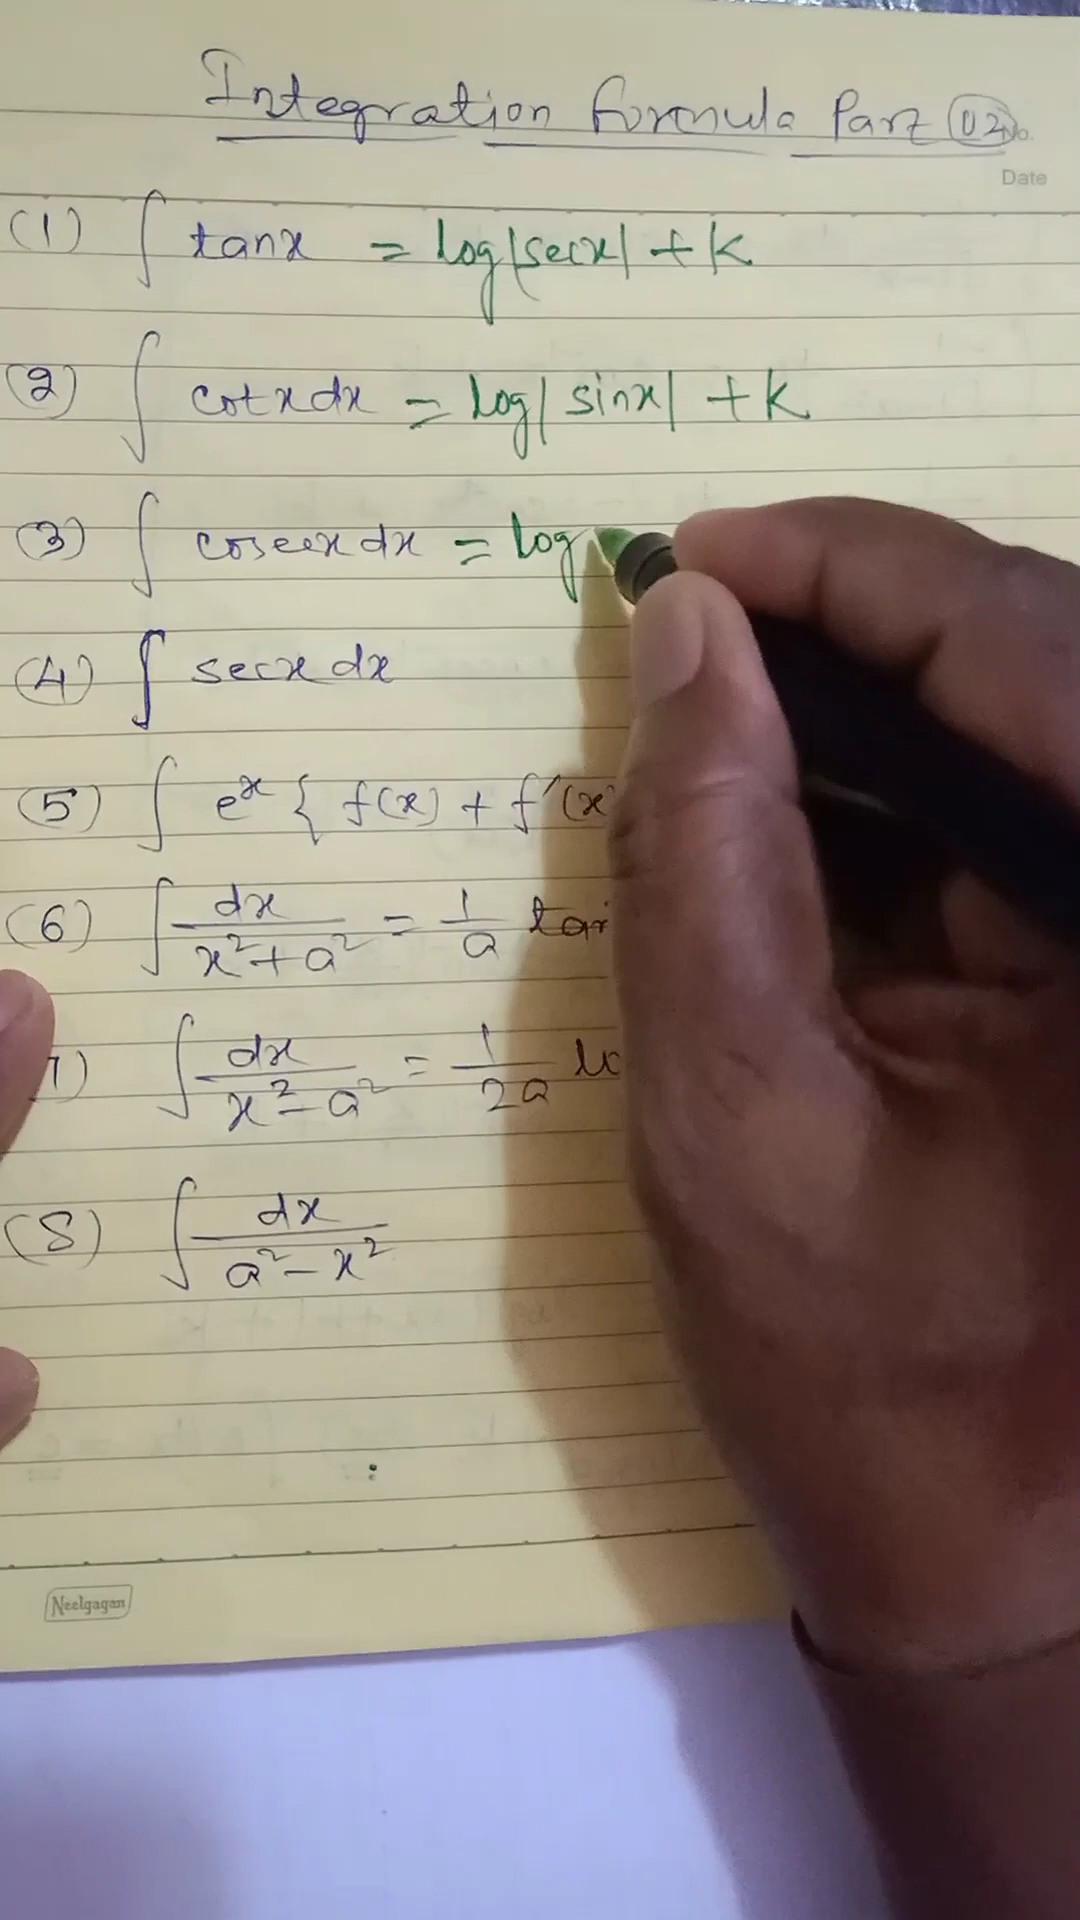 Integration Formula Part 02
No.
Date
(1) ∫ tanx = log|secx| + k
(2) ∫ cotx dx = log| sinx| + k
(3) ∫ cosecx dx = log
(4) ∫ secx dx
(5) ∫ eˣ { f(x) + f'(x
(6) ∫ dx/(x²+a²) = 1/a tan
7) ∫ dx/(x²-a²) = 1/2a
(8) ∫ dx/(a²-x²)
Neelgagan